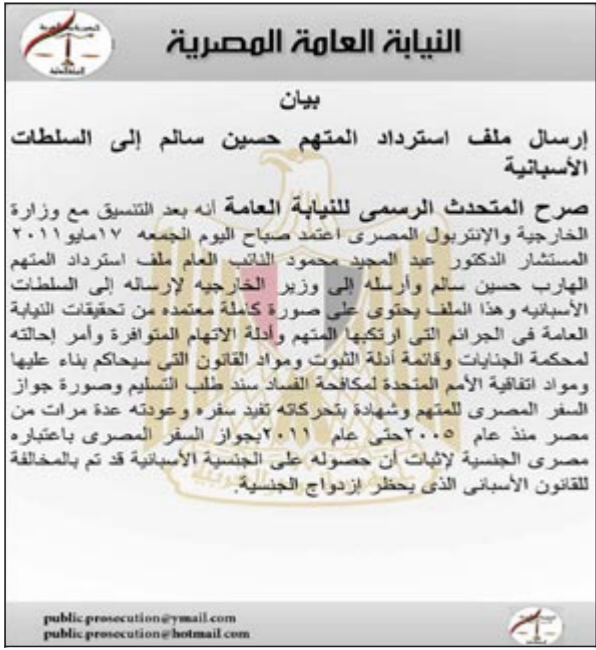 النيابة العامة المصرية
بيان
إرسال ملف استرداد المتهم حسين سالم إلى السلطات
الأسبانية
صرح المتحدث الرسمى للنيابة العامة أنه بعد التنسيق مع وزارة
الخارجية والإنتربول المصرى اعتمد صباح اليوم الجمعه ١٧مايو٢٠١١
المستشار الدكتور عبد المجيد محمود النائب العام ملف استرداد المتهم
الهارب حسين سالم وأرسله إلى وزير الخارجيه لإرساله إلى السلطات
الأسبانيه وهذا الملف يحتوى على صورة كاملة معتمده من تحقيقات النيابة
العامة فى الجرائم التى ارتكبها المتهم وأدلة الاتهام المتوافرة وأمر إحالته
لمحكمة الجنايات وقائمة أدلة الثبوت ومواد القانون التى سيحاكم بناء عليها
ومواد اتفاقية الأمم المتحدة لمكافحة الفساد سند طلب التسليم وصورة جواز
السفر المصرى للمتهم وشهادة بتحركاته تفيد سفره وعودته عدة مرات من
مصر منذ عام ٢٠٠٥حتى عام ٢٠١١بجواز السفر المصرى باعتباره
مصرى الجنسية لإثبات أن حصوله على الجنسية الأسبانية قد تم بالمخالفة
للقانون الأسبانى الذى يحظر إزدواج الجنسية.
public.prosecution@ymail.com
public.prosecution@hotmail.com